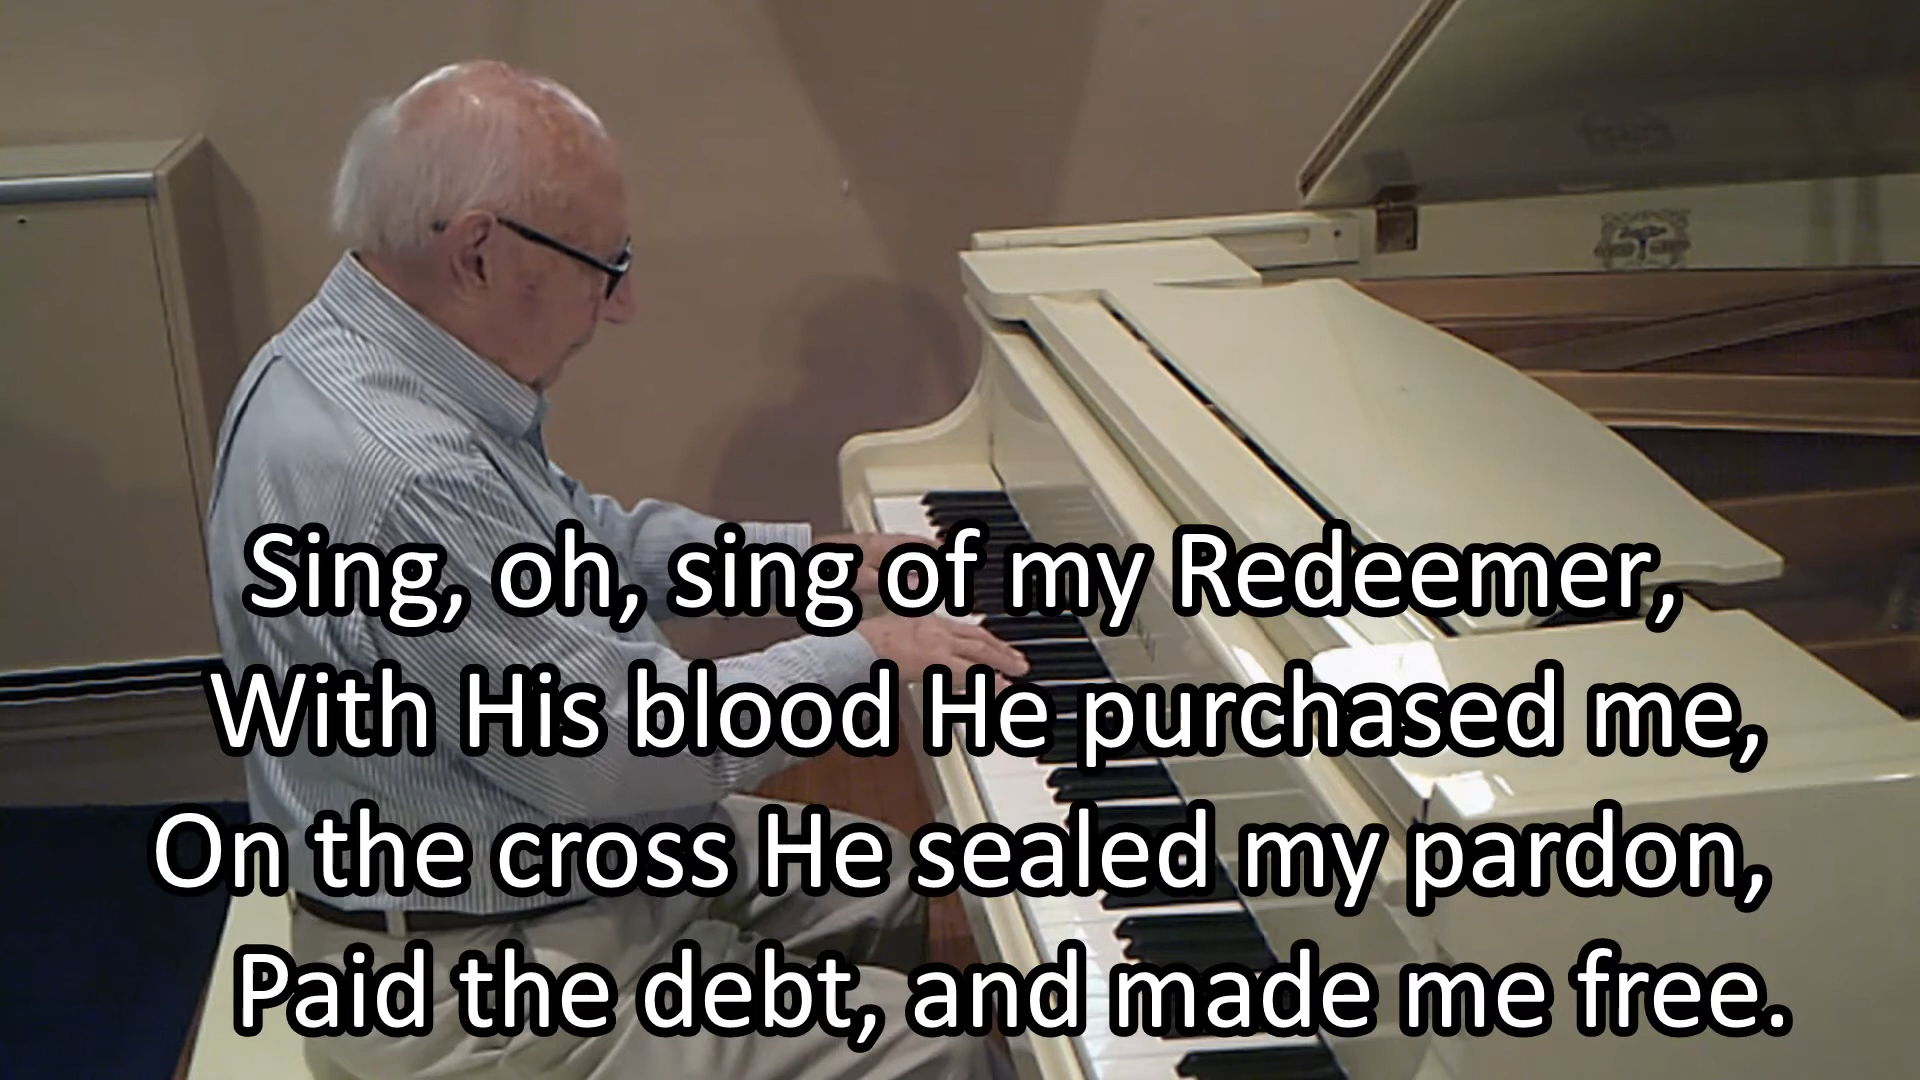 Sing, oh, sing of my Redeemer,
With His blood He purchased me,
On the cross He sealed my pardon,
Paid the debt, and made me free.